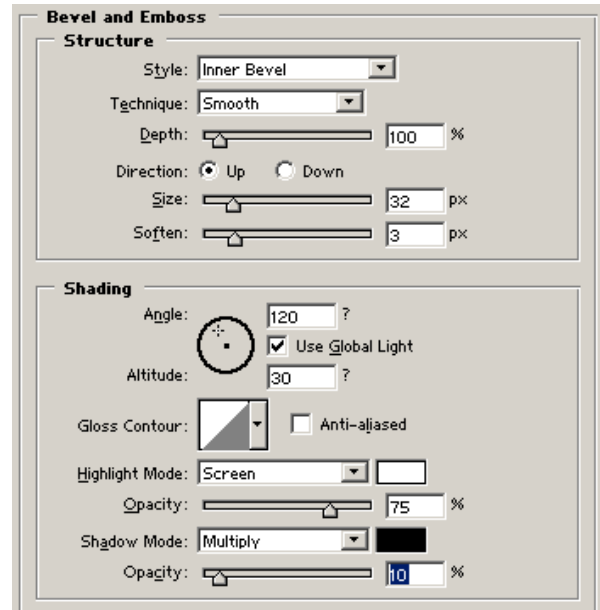 Bevel and Emboss
Structure
Style: Inner Bevel
Technique: Smooth
Depth: 100 %
Direction: Up Down
Size: 32 px
Soften: 3 px
Shading
Angle: 120 ?
Use Global Light
Altitude: 30 ?
Gloss Contour: Anti-aliased
Highlight Mode: Screen
Opacity: 75 %
Shadow Mode: Multiply
Opacity: 10 %